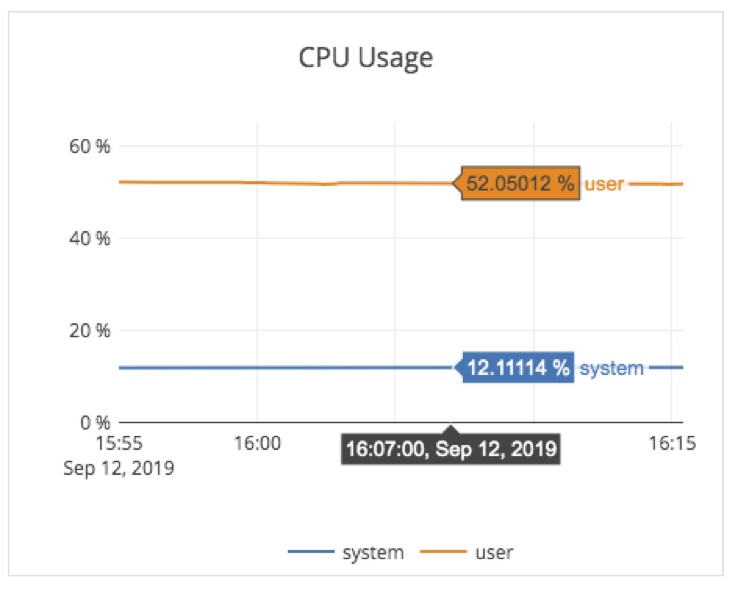 CPU Usage
60 %
52.05012 % user
40 %
20 %
12.11114 % system
0 %
15:55 16:00 16:07:00, Sep 12, 2019 16:15
Sep 12, 2019
system user